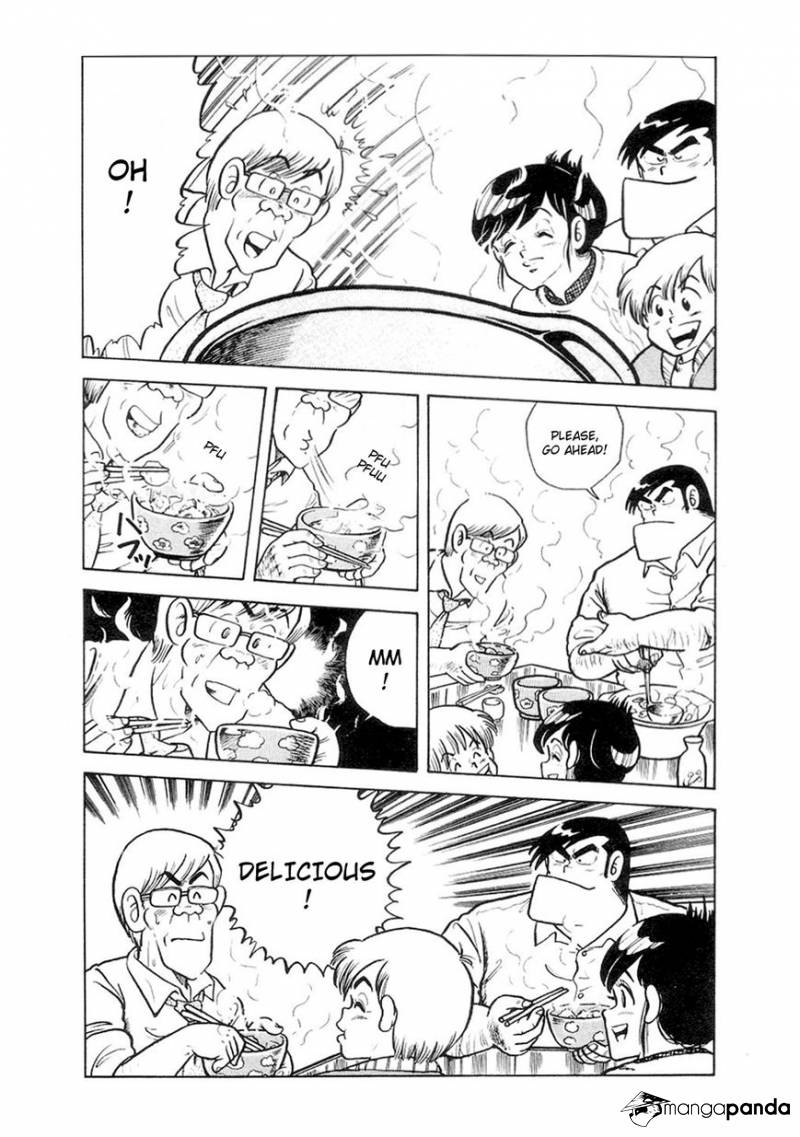 OH
!
PFU
ハフッ
PFU
PFUU
PLEASE,
GO AHEAD!
MM
!
DELICIOUS
!
mangapanda